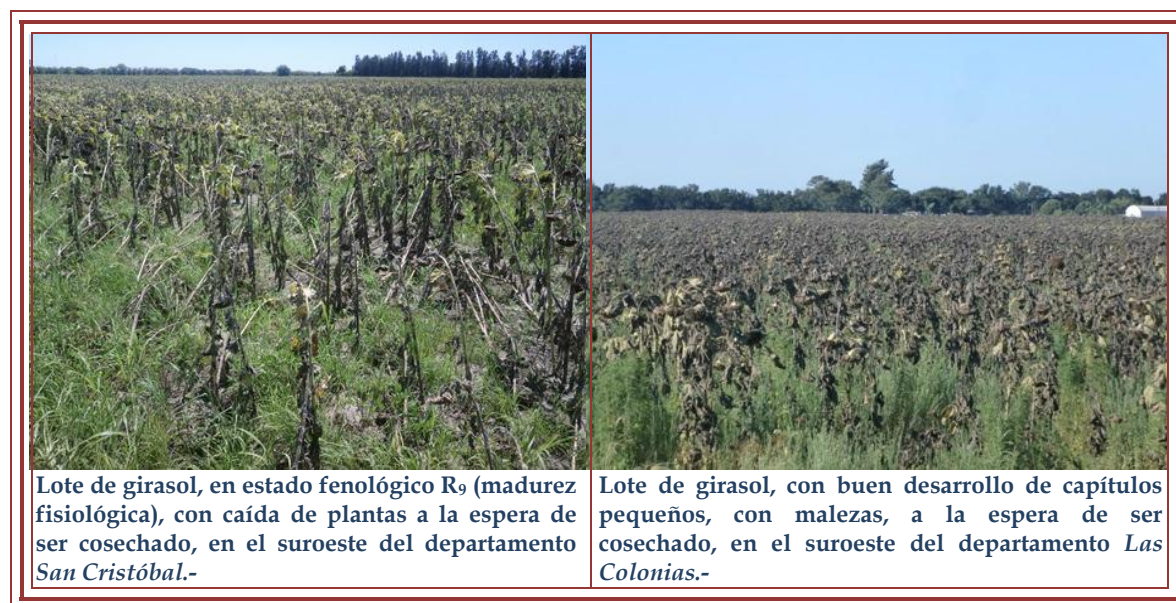 Lote de girasol, en estado fenológico R₉ (madurez
fisiológica), con caída de plantas a la espera de
ser cosechado, en el suroeste del departamento
San Cristóbal.-
Lote de girasol, con buen desarrollo de capítulos
pequeños, con malezas, a la espera de ser
cosechado, en el suroeste del departamento Las
Colonias.-